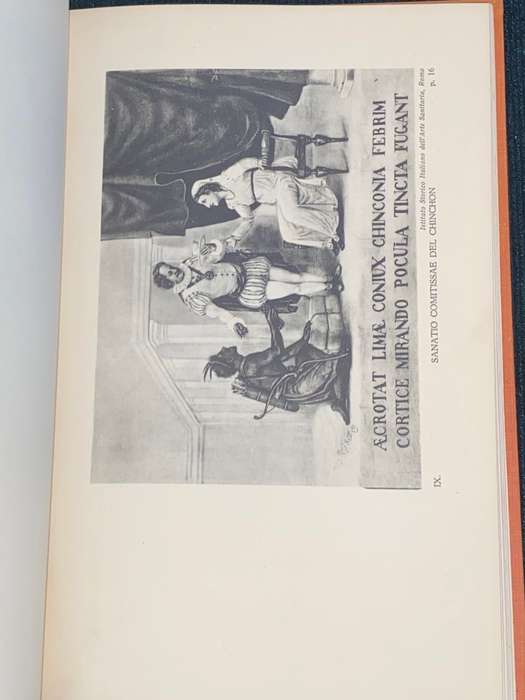 ÆCROTAT LIMÆ CONIUX CHINCONIA FEBRIM
CORTICE MIRANDO POCULA TINCTA FUGANT
Istituto Storico Italiano dell'Arte Sanitaria, Roma
IX.
SANATIO COMITISSAE DEL CHINCHON
p. 16